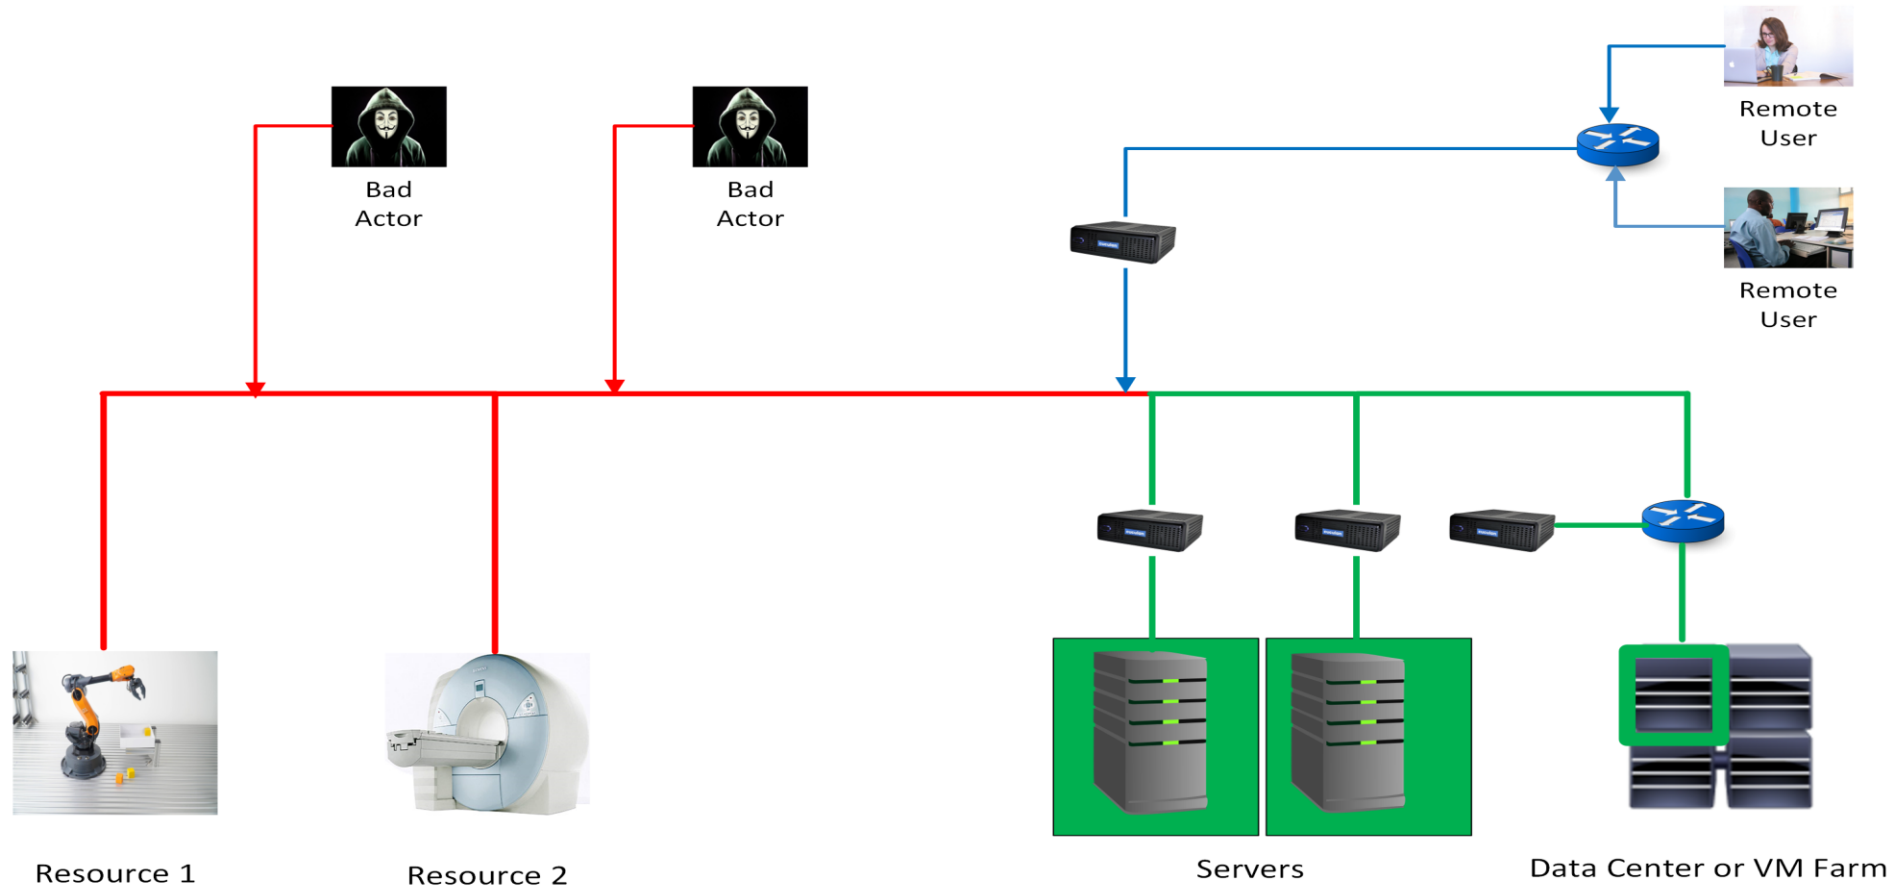 Bad
Actor
Bad
Actor
Remote
User
Remote
User
Resource 1
Resource 2
Servers
Data Center or VM Farm